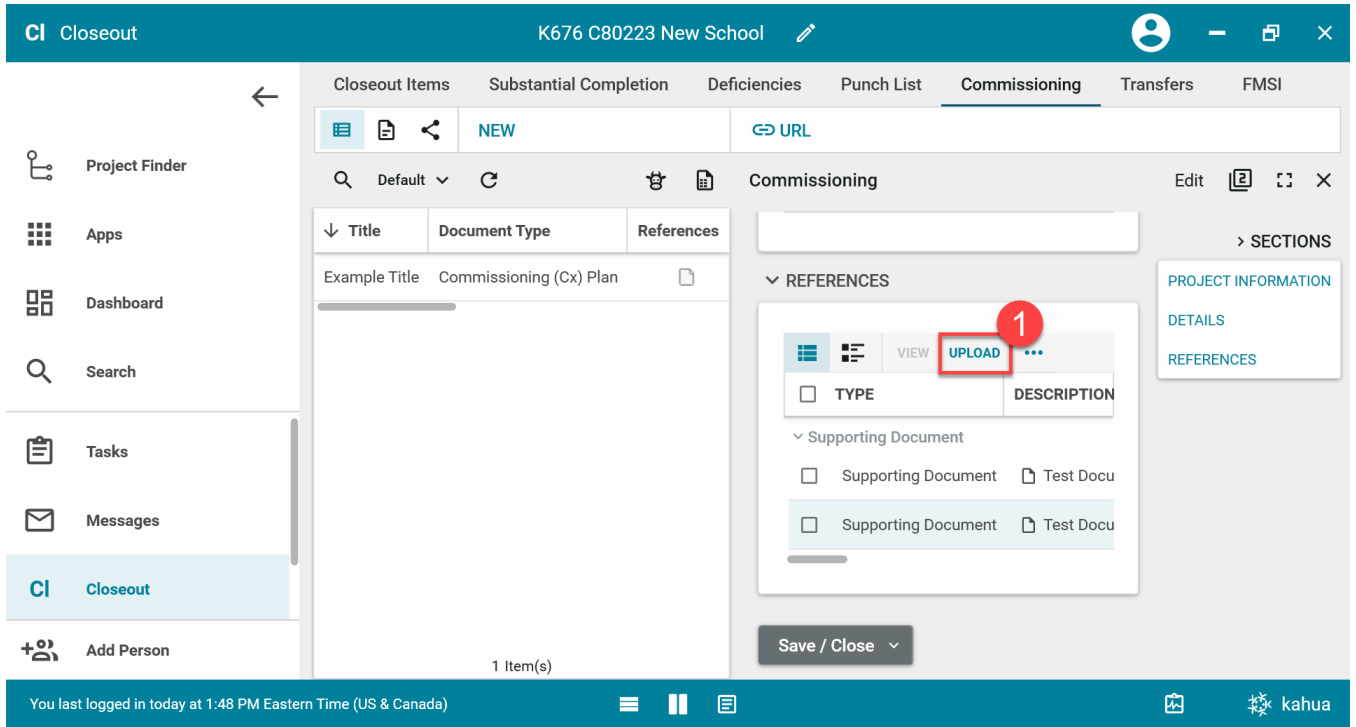 Cl Closeout
K676 C80223 New School
Closeout Items Substantial Completion Deficiencies Punch List Commissioning Transfers FMSI
NEW
URL
Project Finder
Apps
Dashboard
Search
Tasks
Messages
Cl Closeout
Add Person
Default
Title Document Type References
Example Title Commissioning (Cx) Plan
1 Item(s)
Commissioning
Edit 2
REFERENCES
1
VIEW UPLOAD
TYPE DESCRIPTION
Supporting Document
Supporting Document Test Docu
Supporting Document Test Docu
Save / Close
SECTIONS
PROJECT INFORMATION
DETAILS
REFERENCES
You last logged in today at 1:48 PM Eastern Time (US & Canada)
kahua